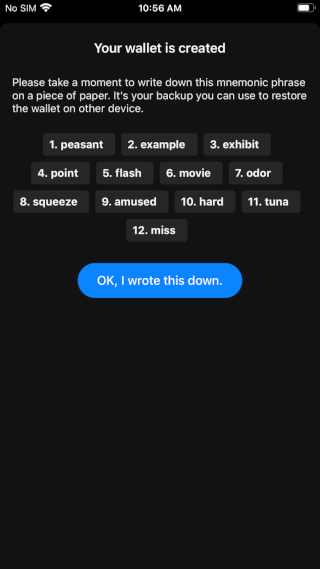 No SIM 10:56 AM
Your wallet is created
Please take a moment to write down this mnemonic phrase
on a piece of paper. It's your backup you can use to restore
the wallet on other device.
1. peasant 2. example 3. exhibit
4. point 5. flash 6. movie 7. odor
8. squeeze 9. amused 10. hard 11. tuna
12. miss
OK, I wrote this down.